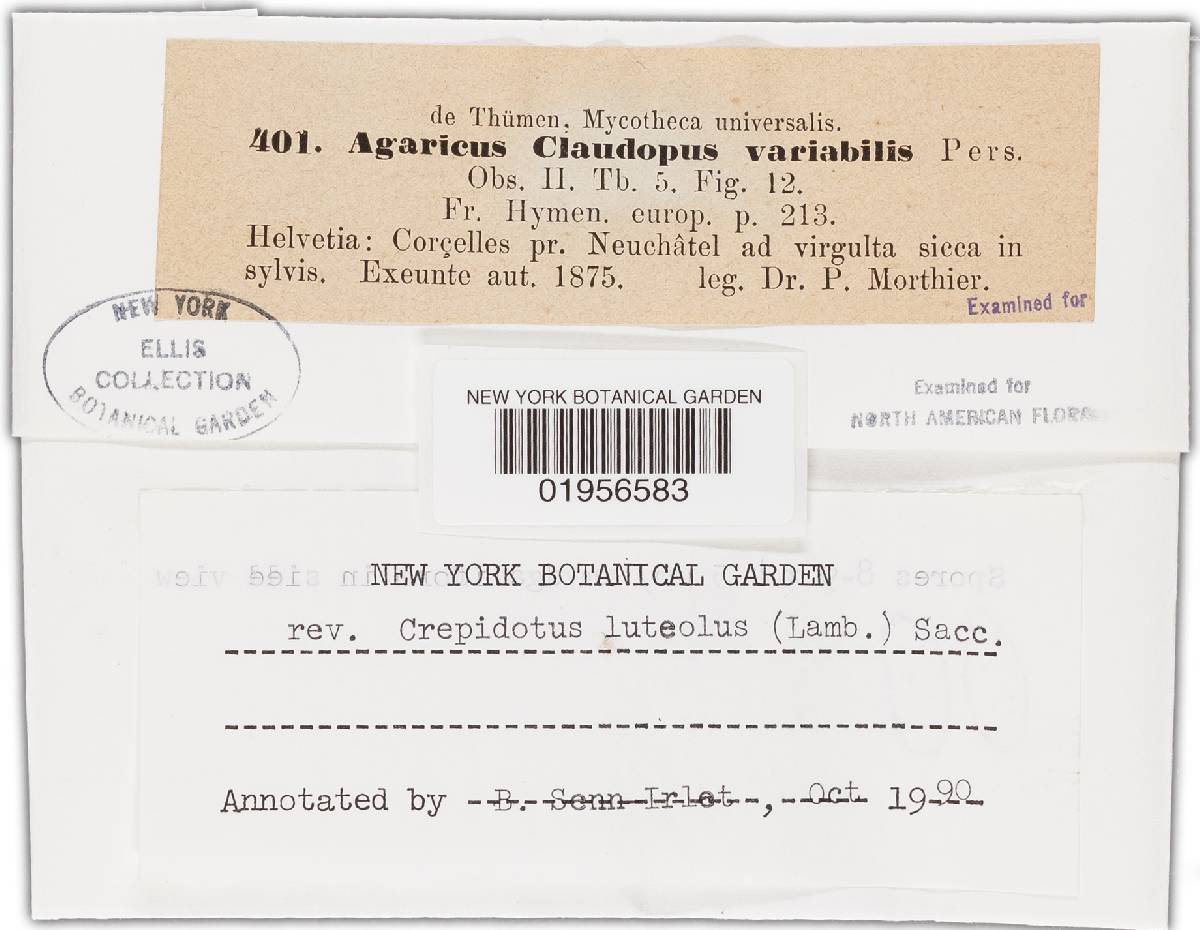 de Thümen, Mycotheca universalis.
401. Agaricus Claudopus variabilis Pers.
Obs. II. Tb. 5. Fig. 12.
Fr. Hymen. europ. p. 213.
Helvetia: Corçelles pr. Neuchâtel ad virgulta sicca in
sylvis. Exeunte aut. 1875. leg. Dr. P. Morthier.
Examined for
NEW YORK
ELLIS
COLLECTION
BOTANICAL GARDEN
Examined for
NORTH AMERICAN FLORA
NEW YORK BOTANICAL GARDEN
01956583
NEW YORK BOTANICAL GARDEN
rev. Crepidotus luteolus (Lamb.) Sacc.
Annotated by B. Senn Irlet, Oct 1990